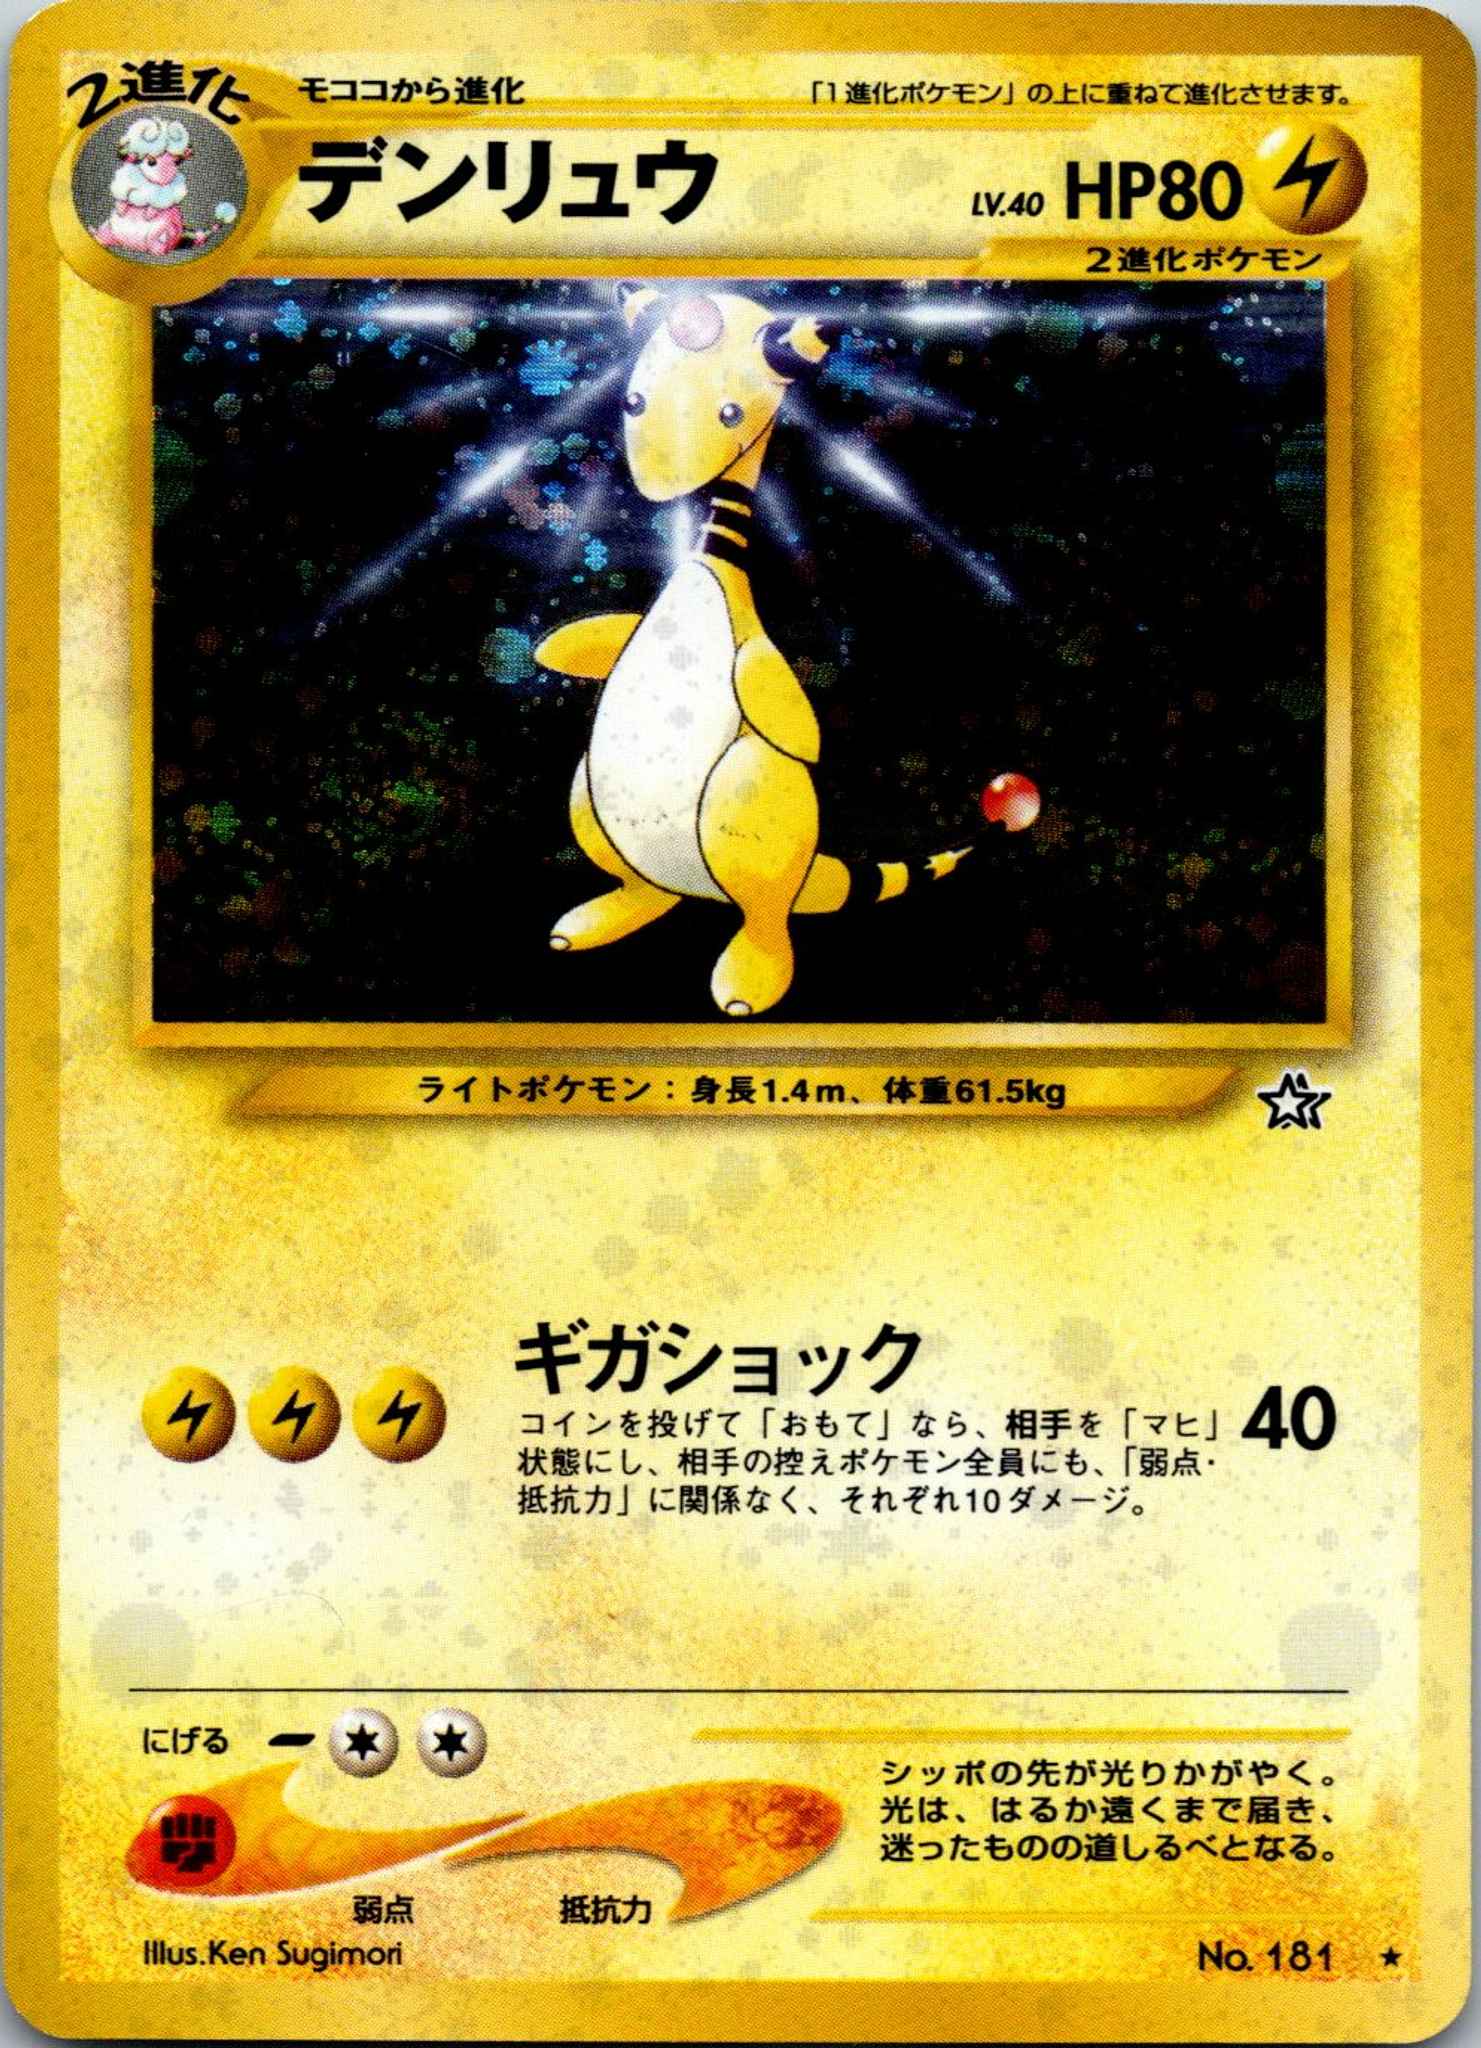 2進化
モココから進化
「1進化ポケモン」の上に重ねて進化させます。
デンリュウ
LV.40 HP80
2進化ポケモン
ライトポケモン：身長1.4m、体重61.5kg
ギガショック
コインを投げて「おもて」なら、相手を「マヒ」
状態にし、相手の控えポケモン全員にも、「弱点・
抵抗力」に関係なく、それぞれ10ダメージ。
40
にげる
シッポの先が光りかがやく。
光は、はるか遠くまで届き、
迷ったものの道しるべとなる。
弱点
抵抗力
Illus.Ken Sugimori
No. 181 ★